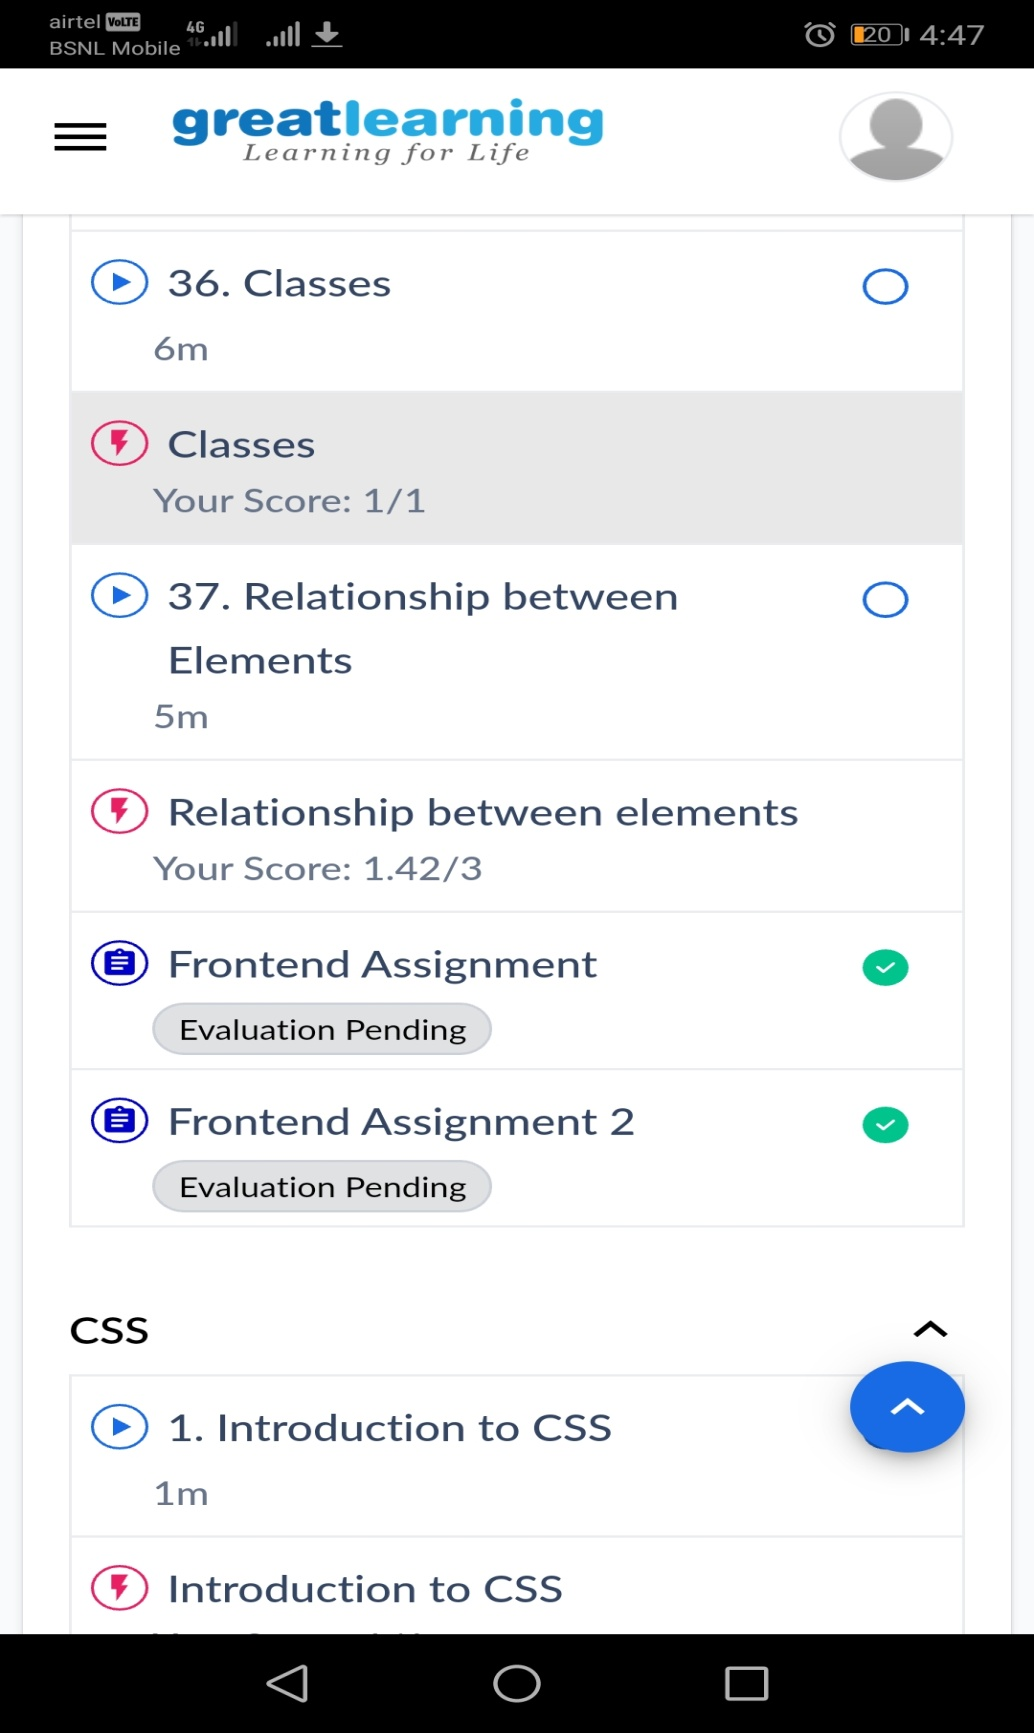 airtel VoLTE
BSNL Mobile
4G
20
4:47
greatlearning
Learning for Life
36. Classes
6m
Classes
Your Score: 1/1
37. Relationship between
Elements
5m
Relationship between elements
Your Score: 1.42/3
Frontend Assignment
Evaluation Pending
Frontend Assignment 2
Evaluation Pending
CSS
1. Introduction to CSS
1m
Introduction to CSS